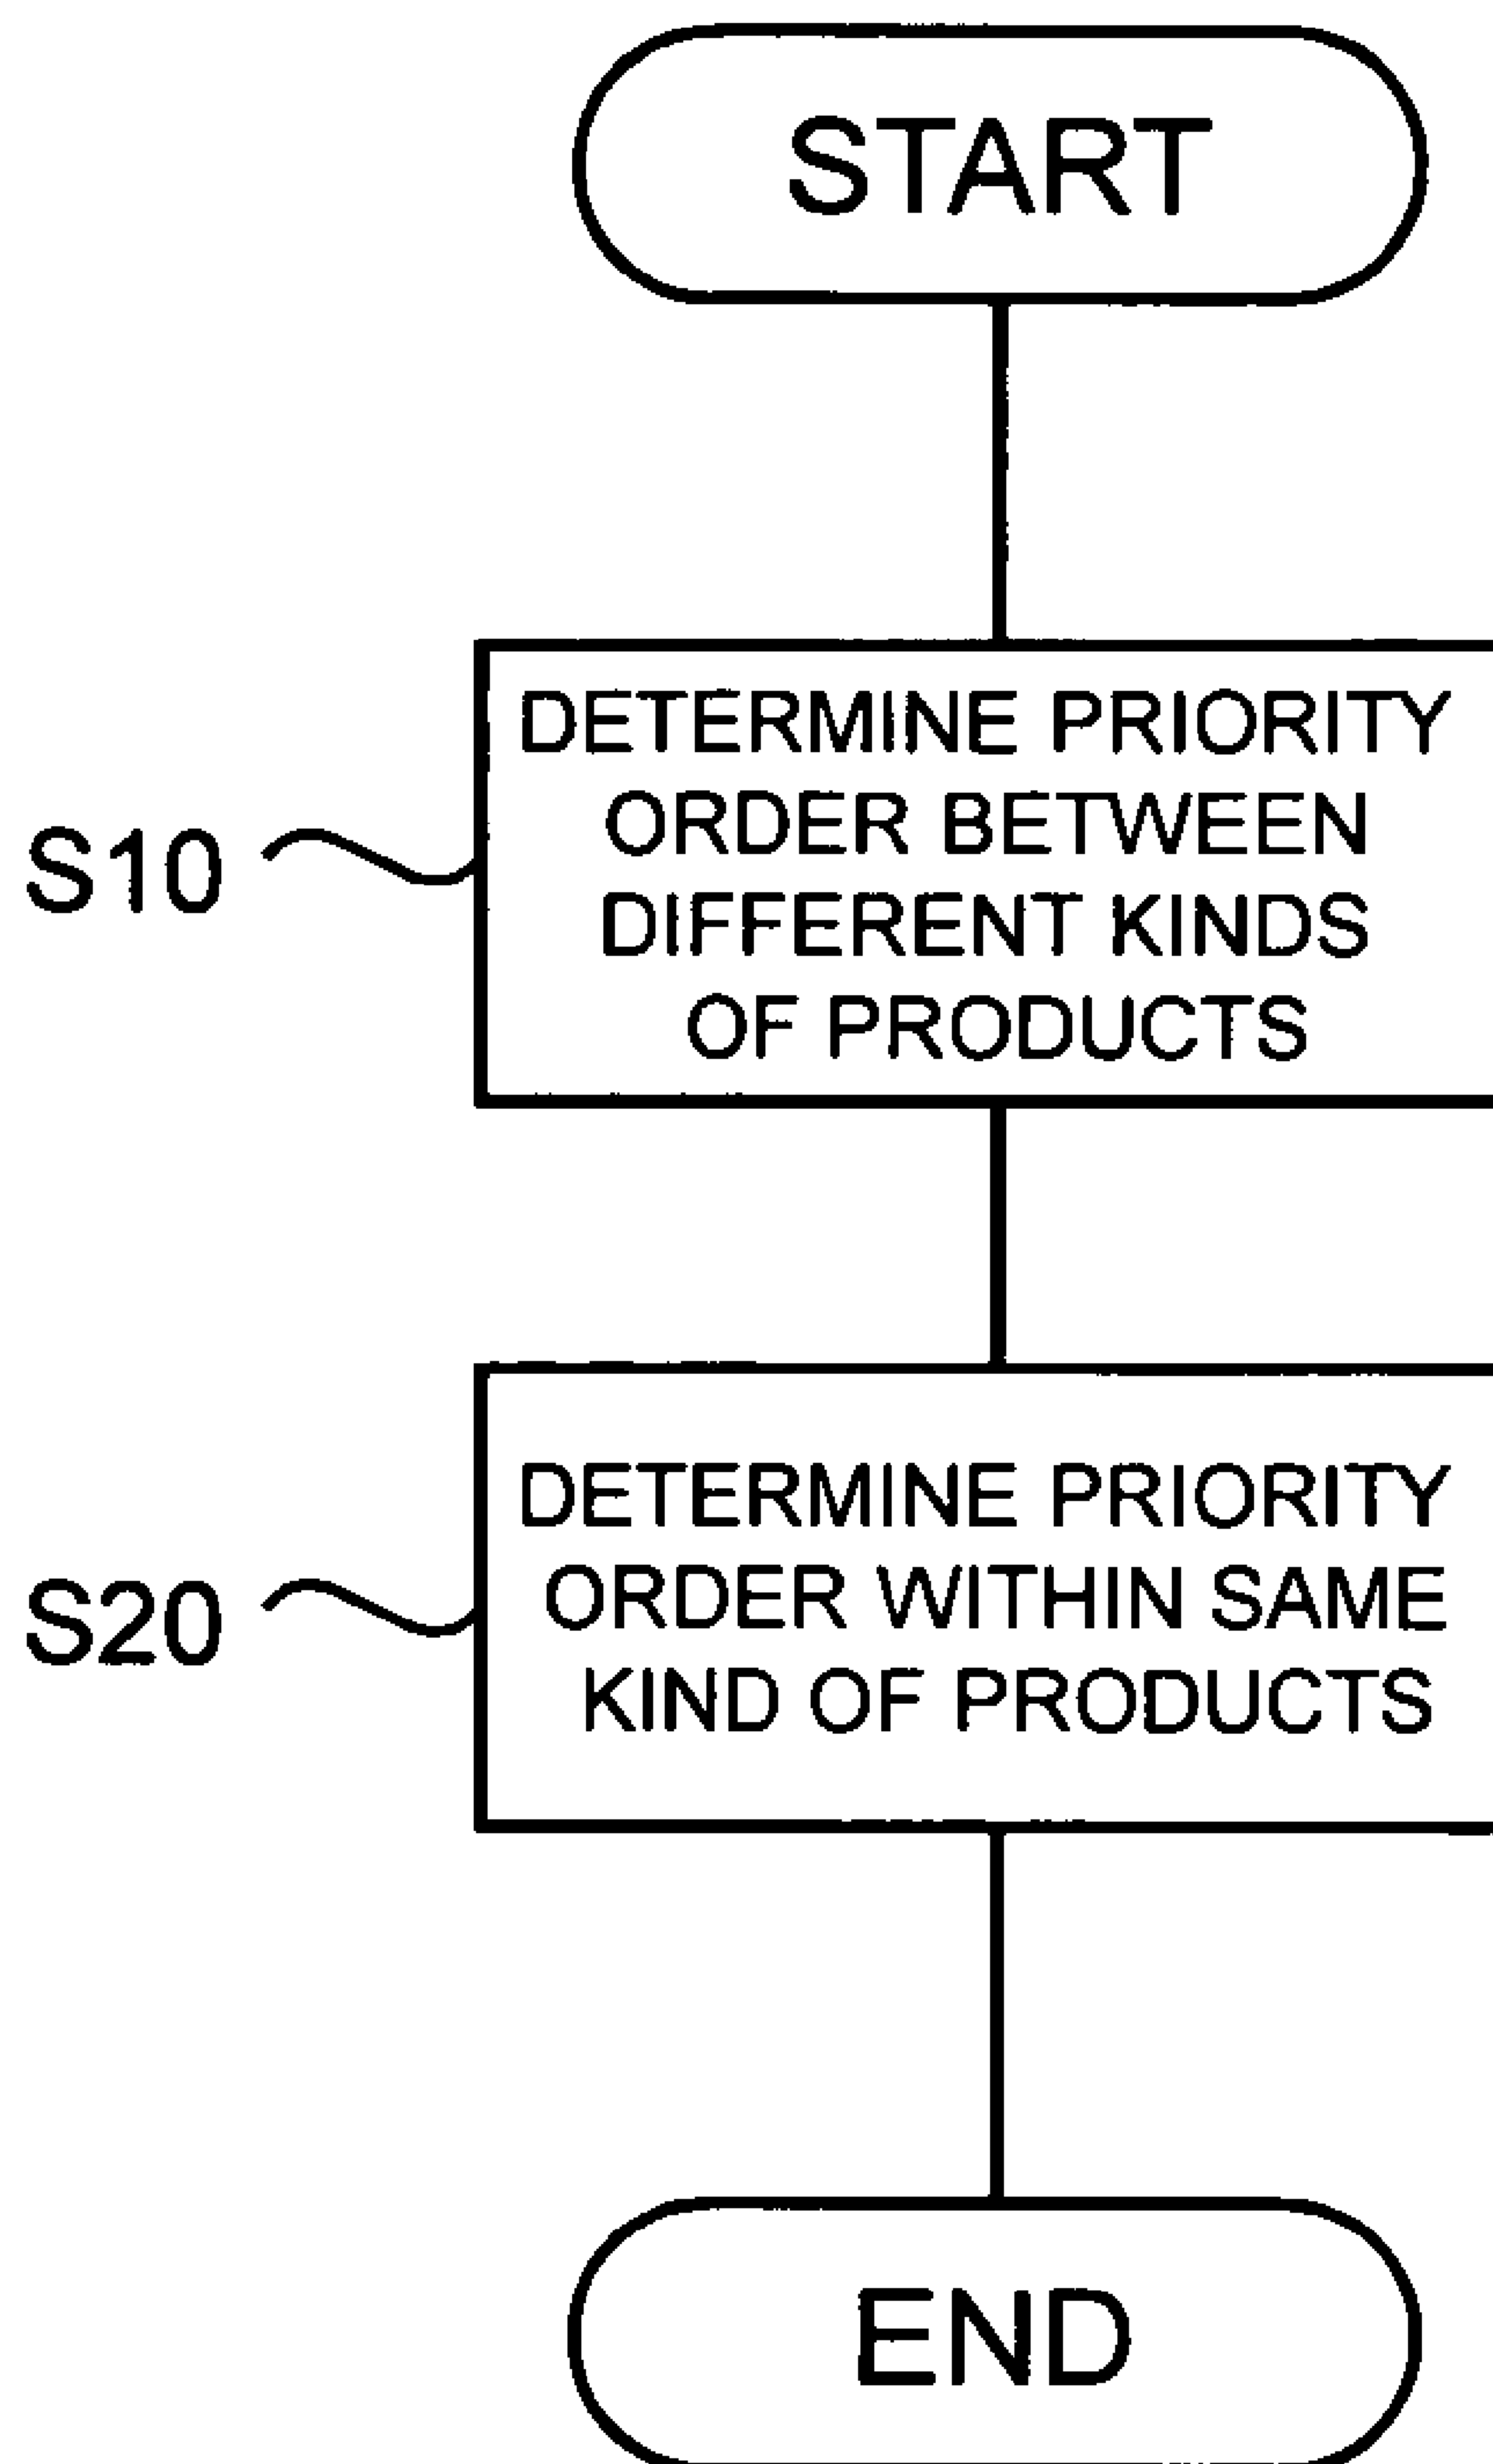 START
S10
DETERMINE PRIORITY
ORDER BETWEEN
DIFFERENT KINDS
OF PRODUCTS
S20
DETERMINE PRIORITY
ORDER WITHIN SAME
KIND OF PRODUCTS
END